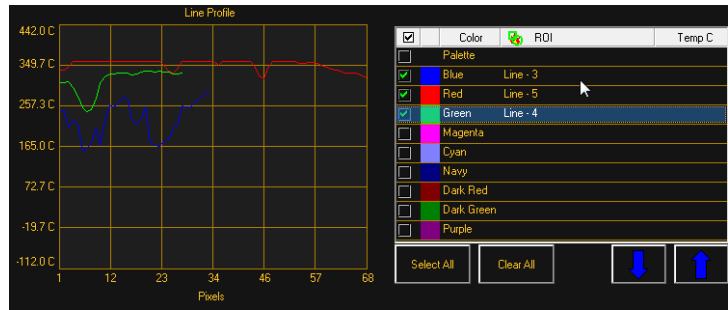 Line Profile
442.0 C
349.7 C
257.3 C
165.0 C
72.7 C
-19.7 C
-112.0 C
1 12 23 34 46 57 68
Pixels
Color ROI Temp C
Palette
Blue Line - 3
Red Line - 5
Green Line - 4
Magenta
Cyan
Navy
Dark Red
Dark Green
Purple
Select All Clear All